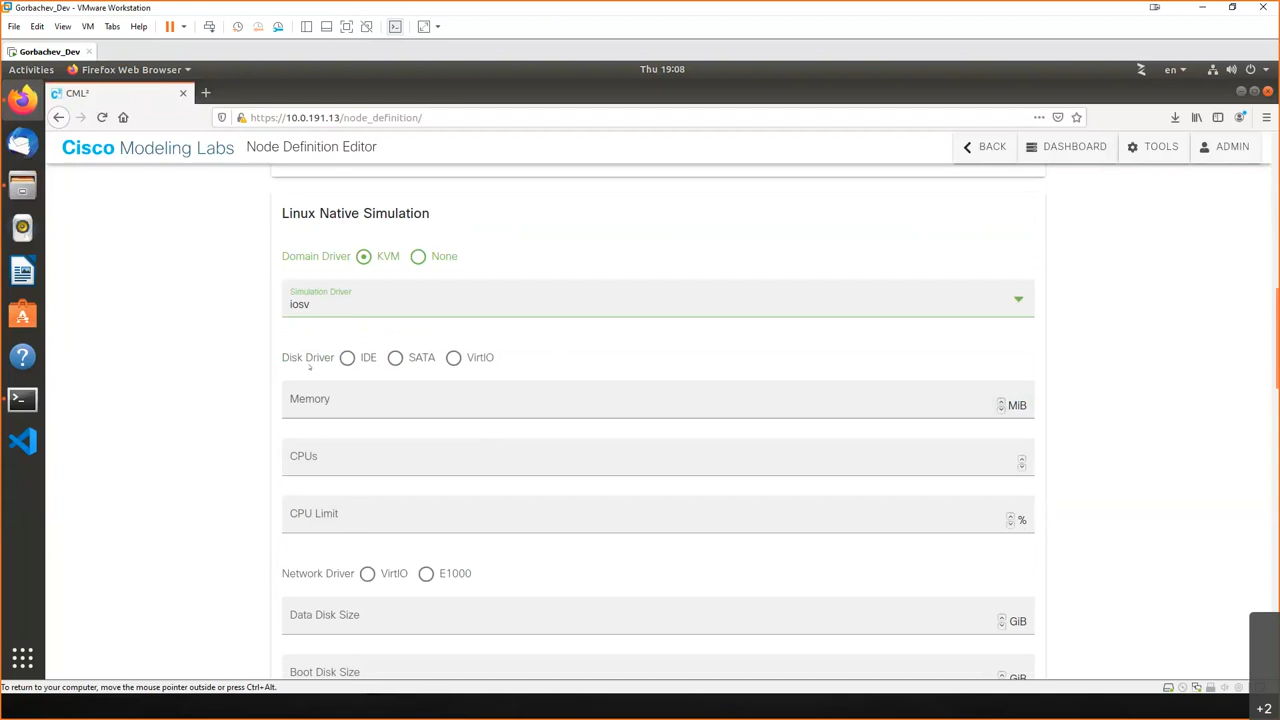 Gorbachev_Dev - VMware Workstation
File Edit View VM Tabs Help
Gorbachev_Dev
Activities Firefox Web Browser Thu 19:08 en
CML²
https://10.0.191.13/node_definition/
Cisco Modeling Labs Node Definition Editor BACK DASHBOARD TOOLS ADMIN
Linux Native Simulation
Domain Driver KVM None
Simulation Driver
iosv
Disk Driver IDE SATA VirtIO
Memory
MiB
CPUs
CPU Limit
%
Network Driver VirtIO E1000
Data Disk Size
GiB
Boot Disk Size
GiB
To return to your computer, move the mouse pointer outside or press Ctrl+Alt.
+2